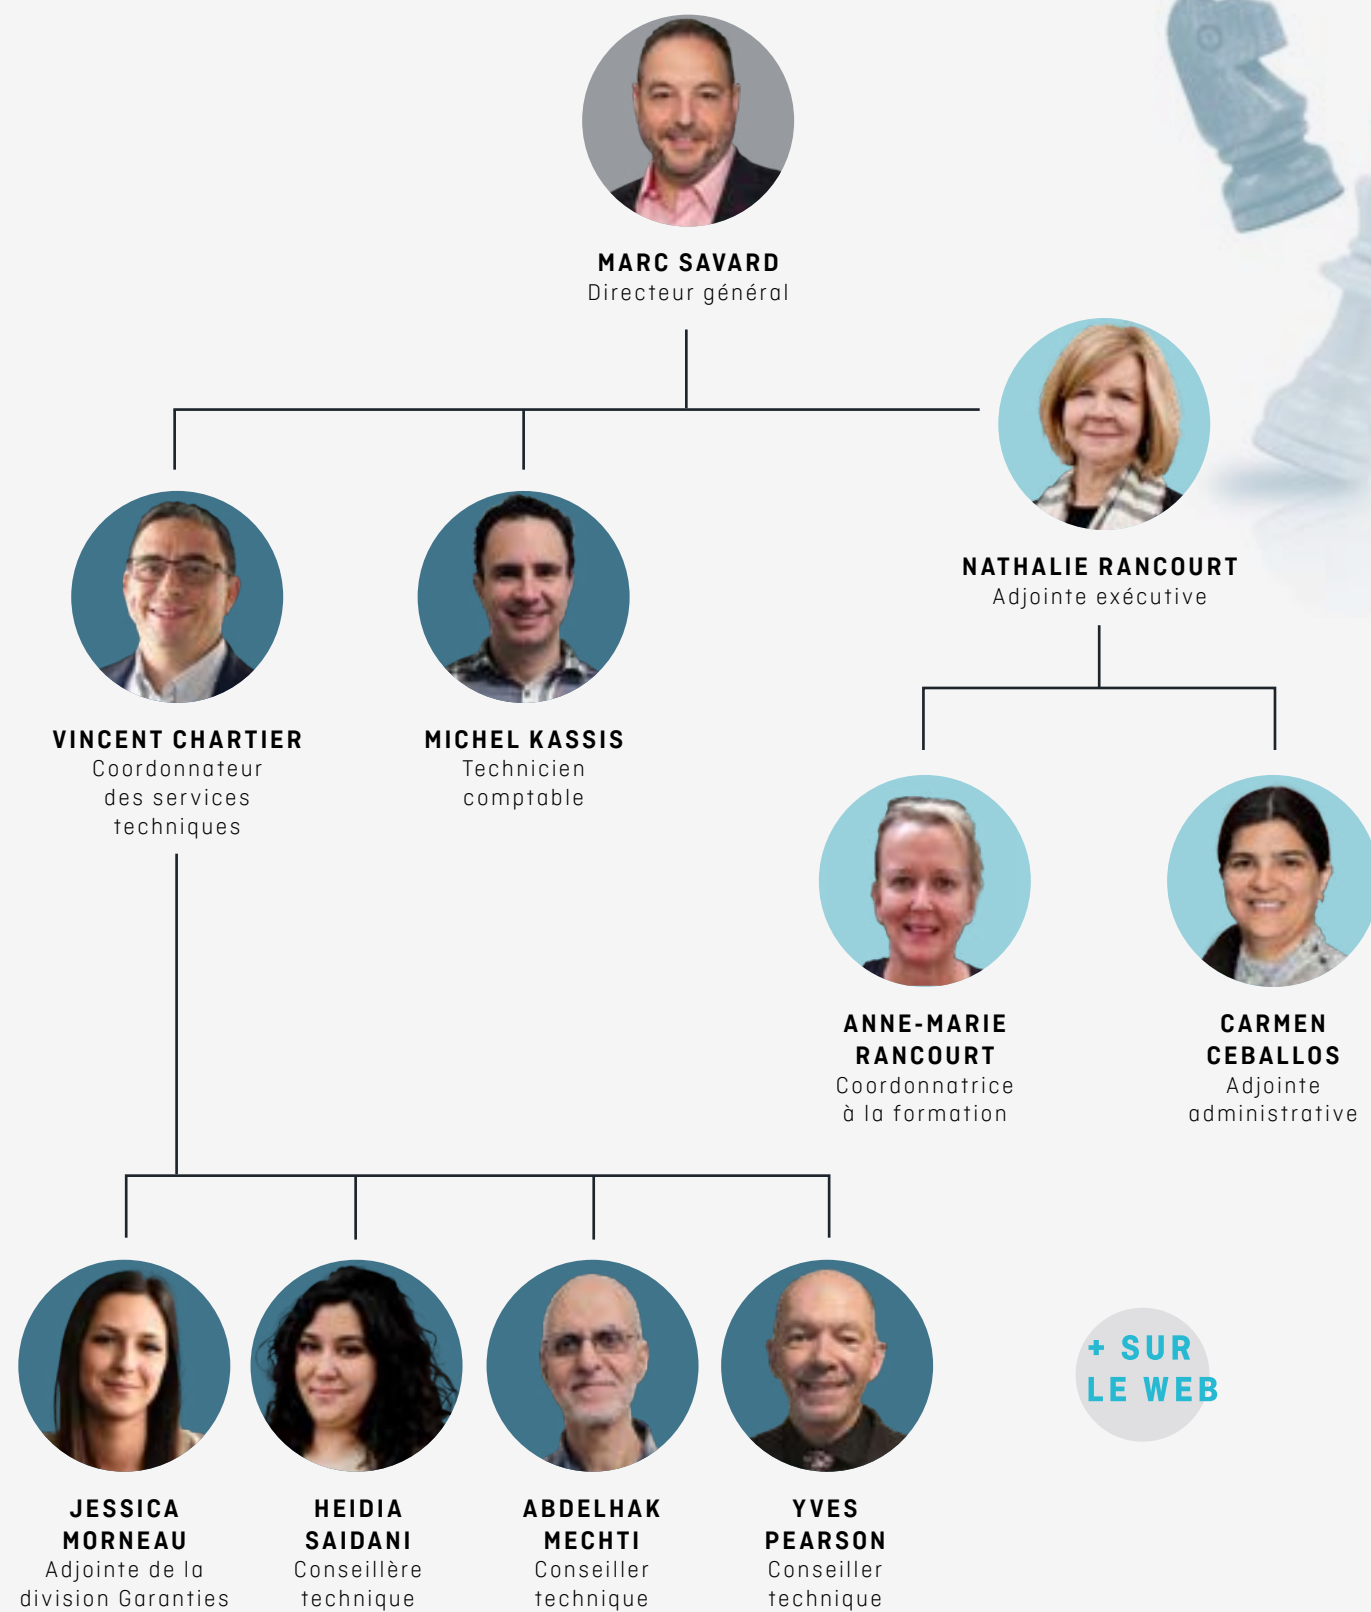 MARC SAVARD
Directeur général
NATHALIE RANCOURT
Adjointe exécutive
VINCENT CHARTIER
Coordonnateur
des services
techniques
MICHEL KASSIS
Technicien
comptable
ANNE-MARIE
RANCOURT
Coordonnatrice
à la formation
CARMEN
CEBALLOS
Adjointe
administrative
+ SUR
LE WEB
JESSICA
MORNEAU
Adjointe de la
division Garanties
HEIDIA
SAIDANI
Conseillère
technique
ABDELHAK
MECHTI
Conseiller
technique
YVES
PEARSON
Conseiller
technique